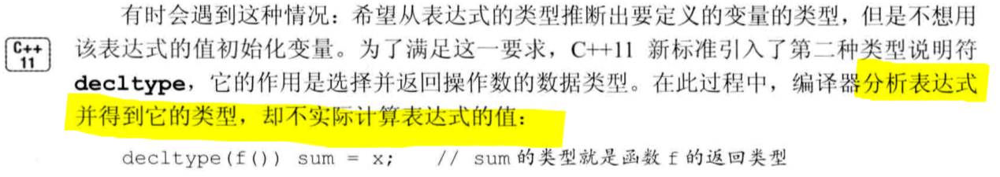 有时会遇到这种情况：希望从表达式的类型推断出要定义的变量的类型，但是不想用
C++
11
该表达式的值初始化变量。为了满足这一要求，C++11 新标准引入了第二种类型说明符
decltype，它的作用是选择并返回操作数的数据类型。在此过程中，编译器分析表达式
并得到它的类型，却不实际计算表达式的值：
decltype(f()) sum = x; // sum 的类型就是函数 f 的返回类型